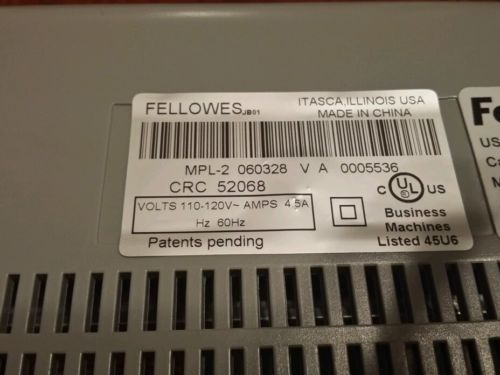 FELLOWES JB01
ITASCA, ILLINOIS USA
MADE IN CHINA
MPL-2 060328 V A 0005536
CRC 52068
VOLTS 110-120V~ AMPS 4.5A
Hz 60Hz
Patents pending
C UL US
Business
Machines
Listed 45U6
Fe
US
Ca
M